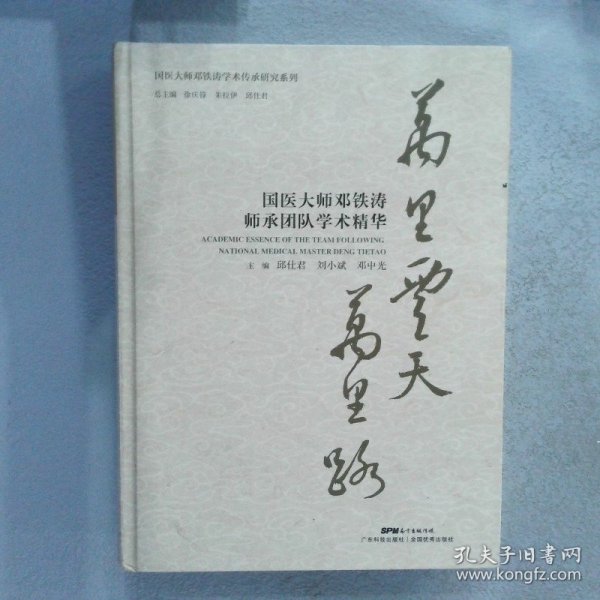 国医大师邓铁涛学术传承研究系列
总主编 徐庆锋 朱拉伊 邱仕君
萬里雲天
萬里路
国医大师邓铁涛
师承团队学术精华
ACADEMIC ESSENCE OF THE TEAM FOLLOWING
NATIONAL MEDICAL MASTER DENG TIETAO
主 编 邱仕君 刘小斌 邓中光
SPM 南方出版传媒
广东科技出版社 | 全国优秀出版社
孔夫子旧书网
www.kongfz.com